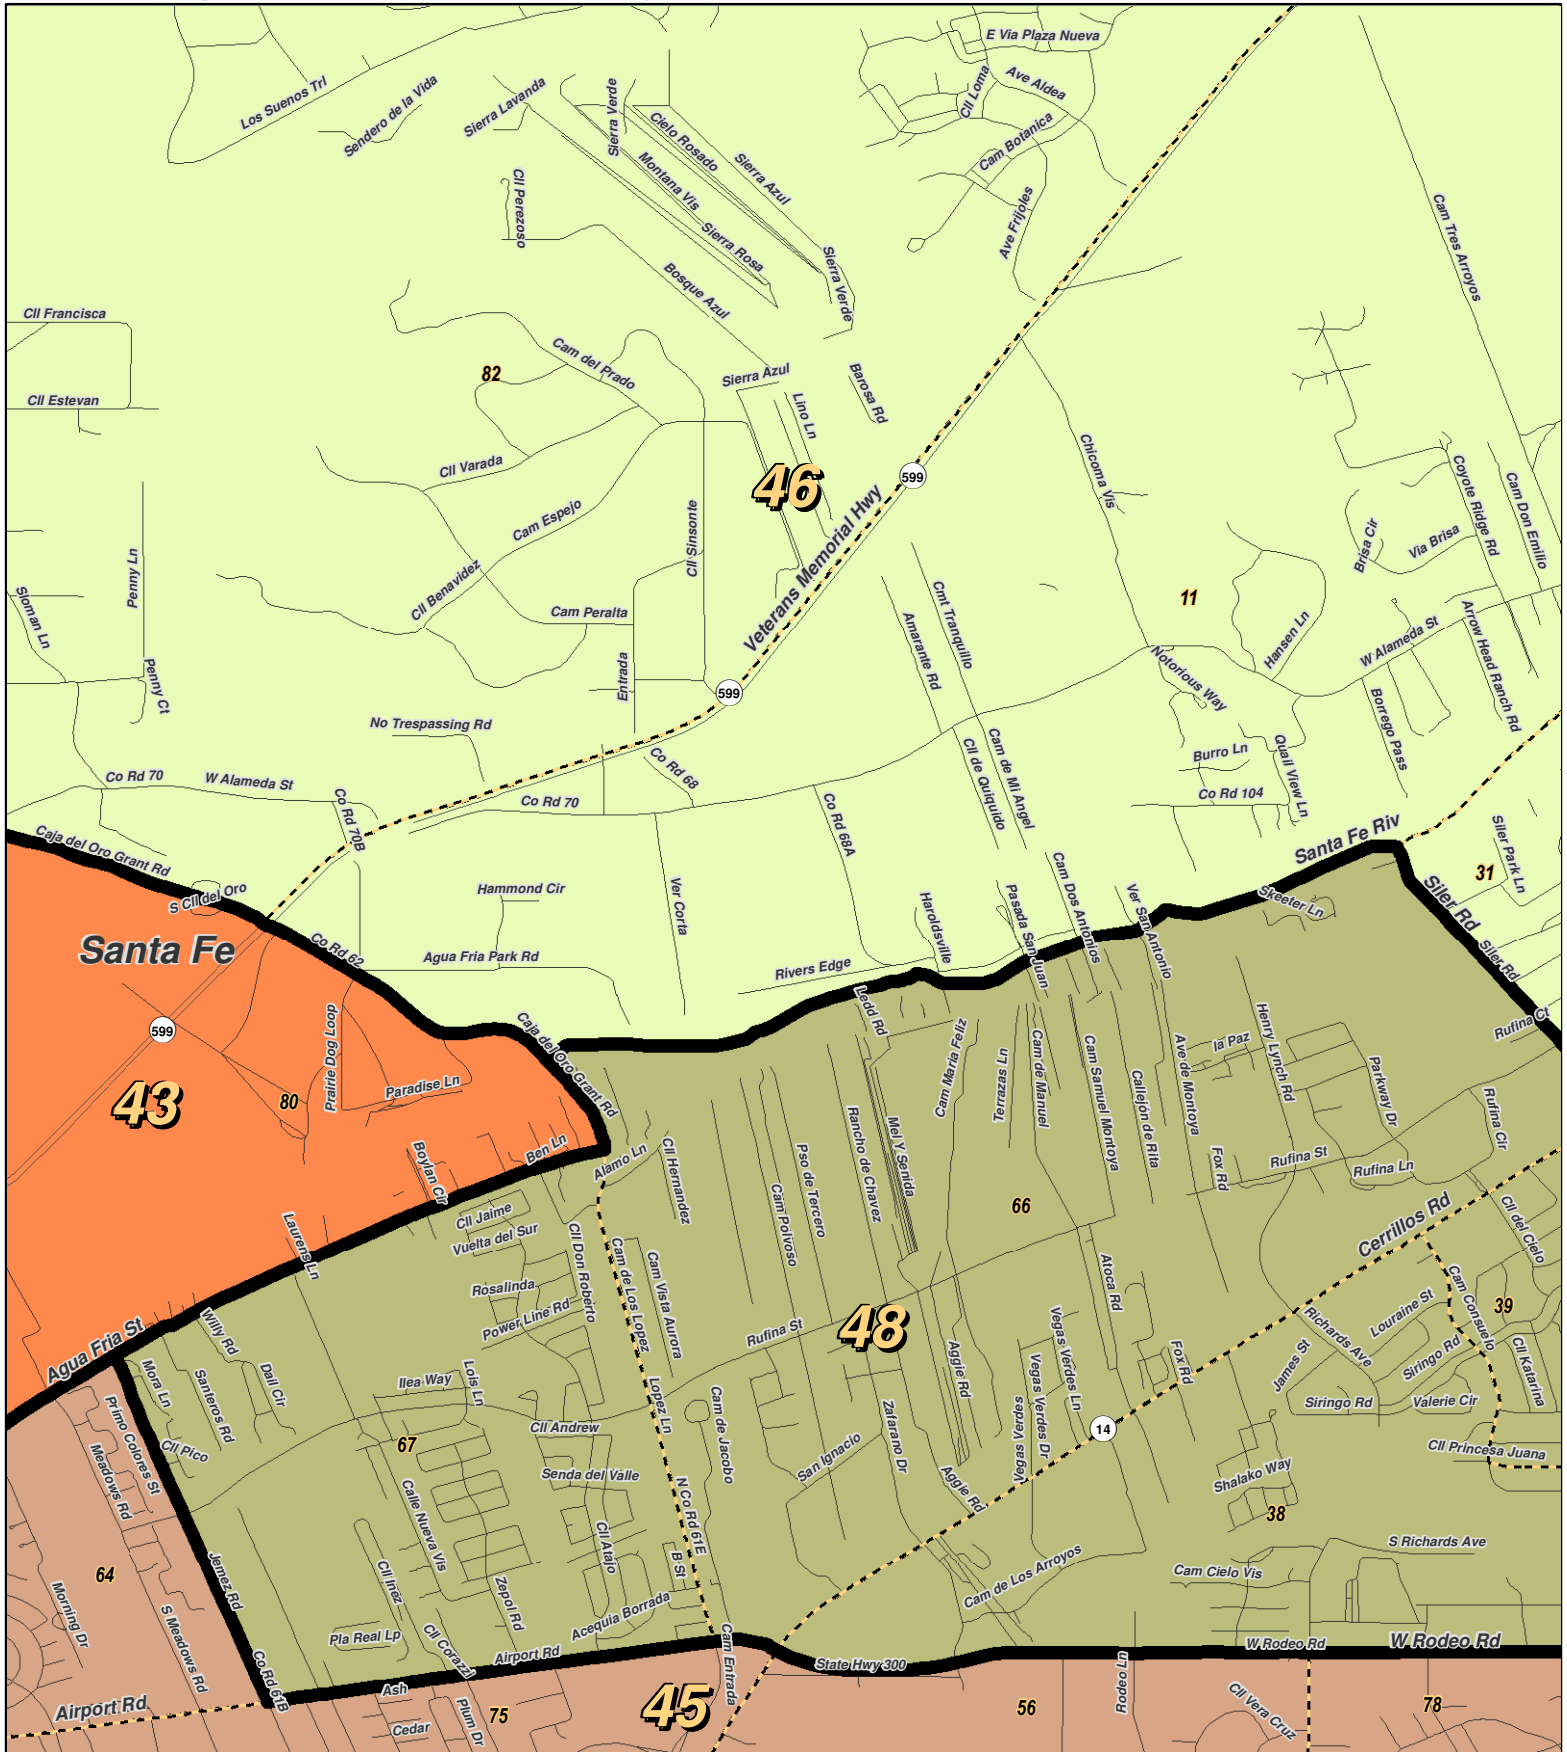 E Via Plaza Nueva
Los Suenos Trl
Sendero de la Vida
Sierra Lavanda
Sierra Verde
Cielo Rosado
Sierra Azul
Cll Loma
Ave Aldea
Cam Botanica
Montana Vis
Cll Perezoso
Sierra Rosa
Ave Frijoles
Cam Tres Arroyos
Bosque Azul
Sierra Verde
Cll Francisca
Cam del Prado
82
Sierra Azul
Barosa Rd
Cll Estevan
Lino Ln
Chicoma Vis
Cll Varada
46
599
Coyote Ridge Rd
Cam Don Emilio
Cam Espejo
Cll Sinsonte
Veterans Memorial Hwy
Brisa Cir
Via Brisa
Penny Ln
Sloman Ln
Cll Benavidez
Cam Peralta
Cmt Tranquillo
Amarante Rd
11
Hansen Ln
W Alameda St
Arrow Head Ranch Rd
Penny Ct
Entrada
599
Notorious Way
Borrego Pass
No Trespassing Rd
Co Rd 68
Cll de Quiquido
Cam de Mi Angel
Burro Ln
Quail View Ln
Co Rd 70
W Alameda St
Co Rd 70B
Co Rd 70
Co Rd 68A
Co Rd 104
Caja del Oro Grant Rd
Santa Fe Riv
Siler Park Ln
31
S Cll del Oro
Hammond Cir
Ver Corta
Haroldsville
Pasada San Juan
Cam Dos Antonios
Ver San Antonio
Skeeter Ln
Siler Rd
Siler Rd
Santa Fe
Co Rd 62
Agua Fria Park Rd
Rivers Edge
599
Prairie Dog Loop
Caja del Oro Grant Rd
Ledd Rd
Cam Maria Feliz
Terrazas Ln
Cam de Manuel
Cam Samuel Montoya
Callejón de Rita
Ave de Montoya
la Paz
Henry Lynch Rd
Parkway Dr
Rufina Ct
43
80
Paradise Ln
Rufina Cir
Boylan Cir
Ben Ln
Alamo Ln
Cll Hernandez
Cam Polvoso
Pso de Tercero
Rancho de Chavez
Mel Y Senida
66
Fox Rd
Rufina St
Rufina Ln
Laurens Ln
Cll Jaime
Vuelta del Sur
Cll Don Roberto
Cam de Los Lopez
Cam Vista Aurora
Atoca Rd
Cerrillos Rd
Cll del Cielo
Rosalinda
Power Line Rd
Rufina St
48
Vegas Verdes Ln
Richards Ave
Louraine St
Cam Consuelo
39
Agua Fria St
Willy Rd
Mora Ln
Santeros Rd
Dail Cir
Ilea Way
Lois Ln
Lopez Ln
Cam de Jacobo
Aggie Rd
Zafarano Dr
Vegas Verdes
Vegas Verdes Dr
Fox Rd
James St
Siringo Rd
Siringo Rd
Valerie Cir
Cll Katarina
Primo Colores St
Meadows Rd
Cll Pico
67
Cll Andrew
Senda del Valle
San Ignacio
Aggie Rd
14
Cll Princesa Juana
Shalako Way
38
Calle Nueva Vis
N Co Rd 61E
64
Jemez Rd
Cll Inez
Zepol Rd
Cll Atajo
B St
Cam de Los Arroyos
Cam Cielo Vis
S Richards Ave
Morning Dr
S Meadows Rd
Pla Real Lp
Cll Corazzi
Acequia Borrada
Airport Rd
Co Rd 61B
Cam Entrada
State Hwy 300
W Rodeo Rd
W Rodeo Rd
Airport Rd
Ash
Cedar
Plum Dr
75
45
56
Rodeo Ln
Cll Vera Cruz
78